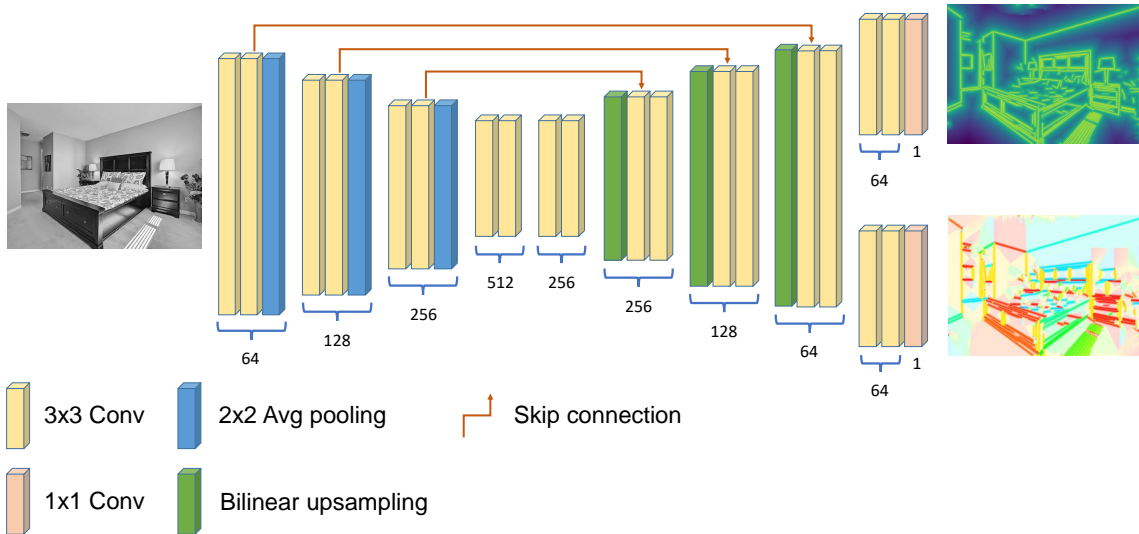 1
64
512
256
256
256
128
128
64
64
1
64
3x3 Conv
2x2 Avg pooling
Skip connection
1x1 Conv
Bilinear upsampling